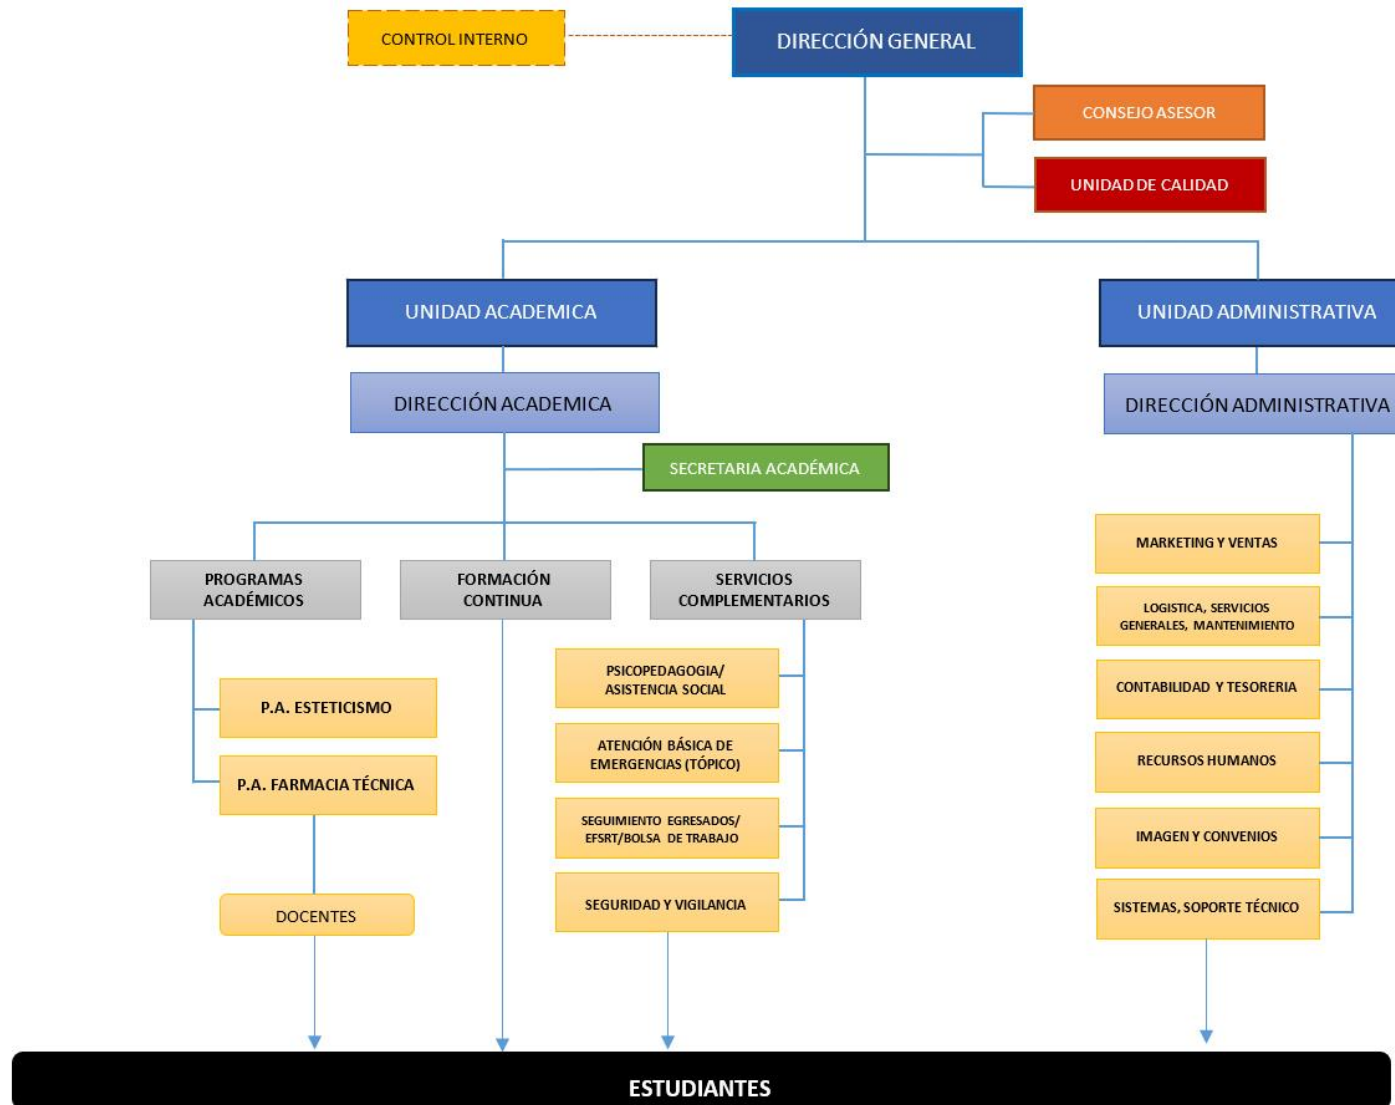 CONTROL INTERNO
DIRECCIÓN GENERAL
CONSEJO ASESOR
UNIDAD DE CALIDAD
UNIDAD ACADEMICA
UNIDAD ADMINISTRATIVA
DIRECCIÓN ACADEMICA
DIRECCIÓN ADMINISTRATIVA
SECRETARIA ACADÉMICA
PROGRAMAS
ACADÉMICOS
FORMACIÓN
CONTINUA
SERVICIOS
COMPLEMENTARIOS
P.A. ESTETICISMO
P.A. FARMACIA TÉCNICA
DOCENTES
PSICOPEDAGOGIA/
ASISTENCIA SOCIAL
ATENCIÓN BÁSICA DE
EMERGENCIAS (TÓPICO)
SEGUIMIENTO EGRESADOS/
EFSRT/BOLSA DE TRABAJO
SEGURIDAD Y VIGILANCIA
MARKETING Y VENTAS
LOGISTICA, SERVICIOS
GENERALES, MANTENIMIENTO
CONTABILIDAD Y TESORERIA
RECURSOS HUMANOS
IMAGEN Y CONVENIOS
SISTEMAS, SOPORTE TÉCNICO
ESTUDIANTES